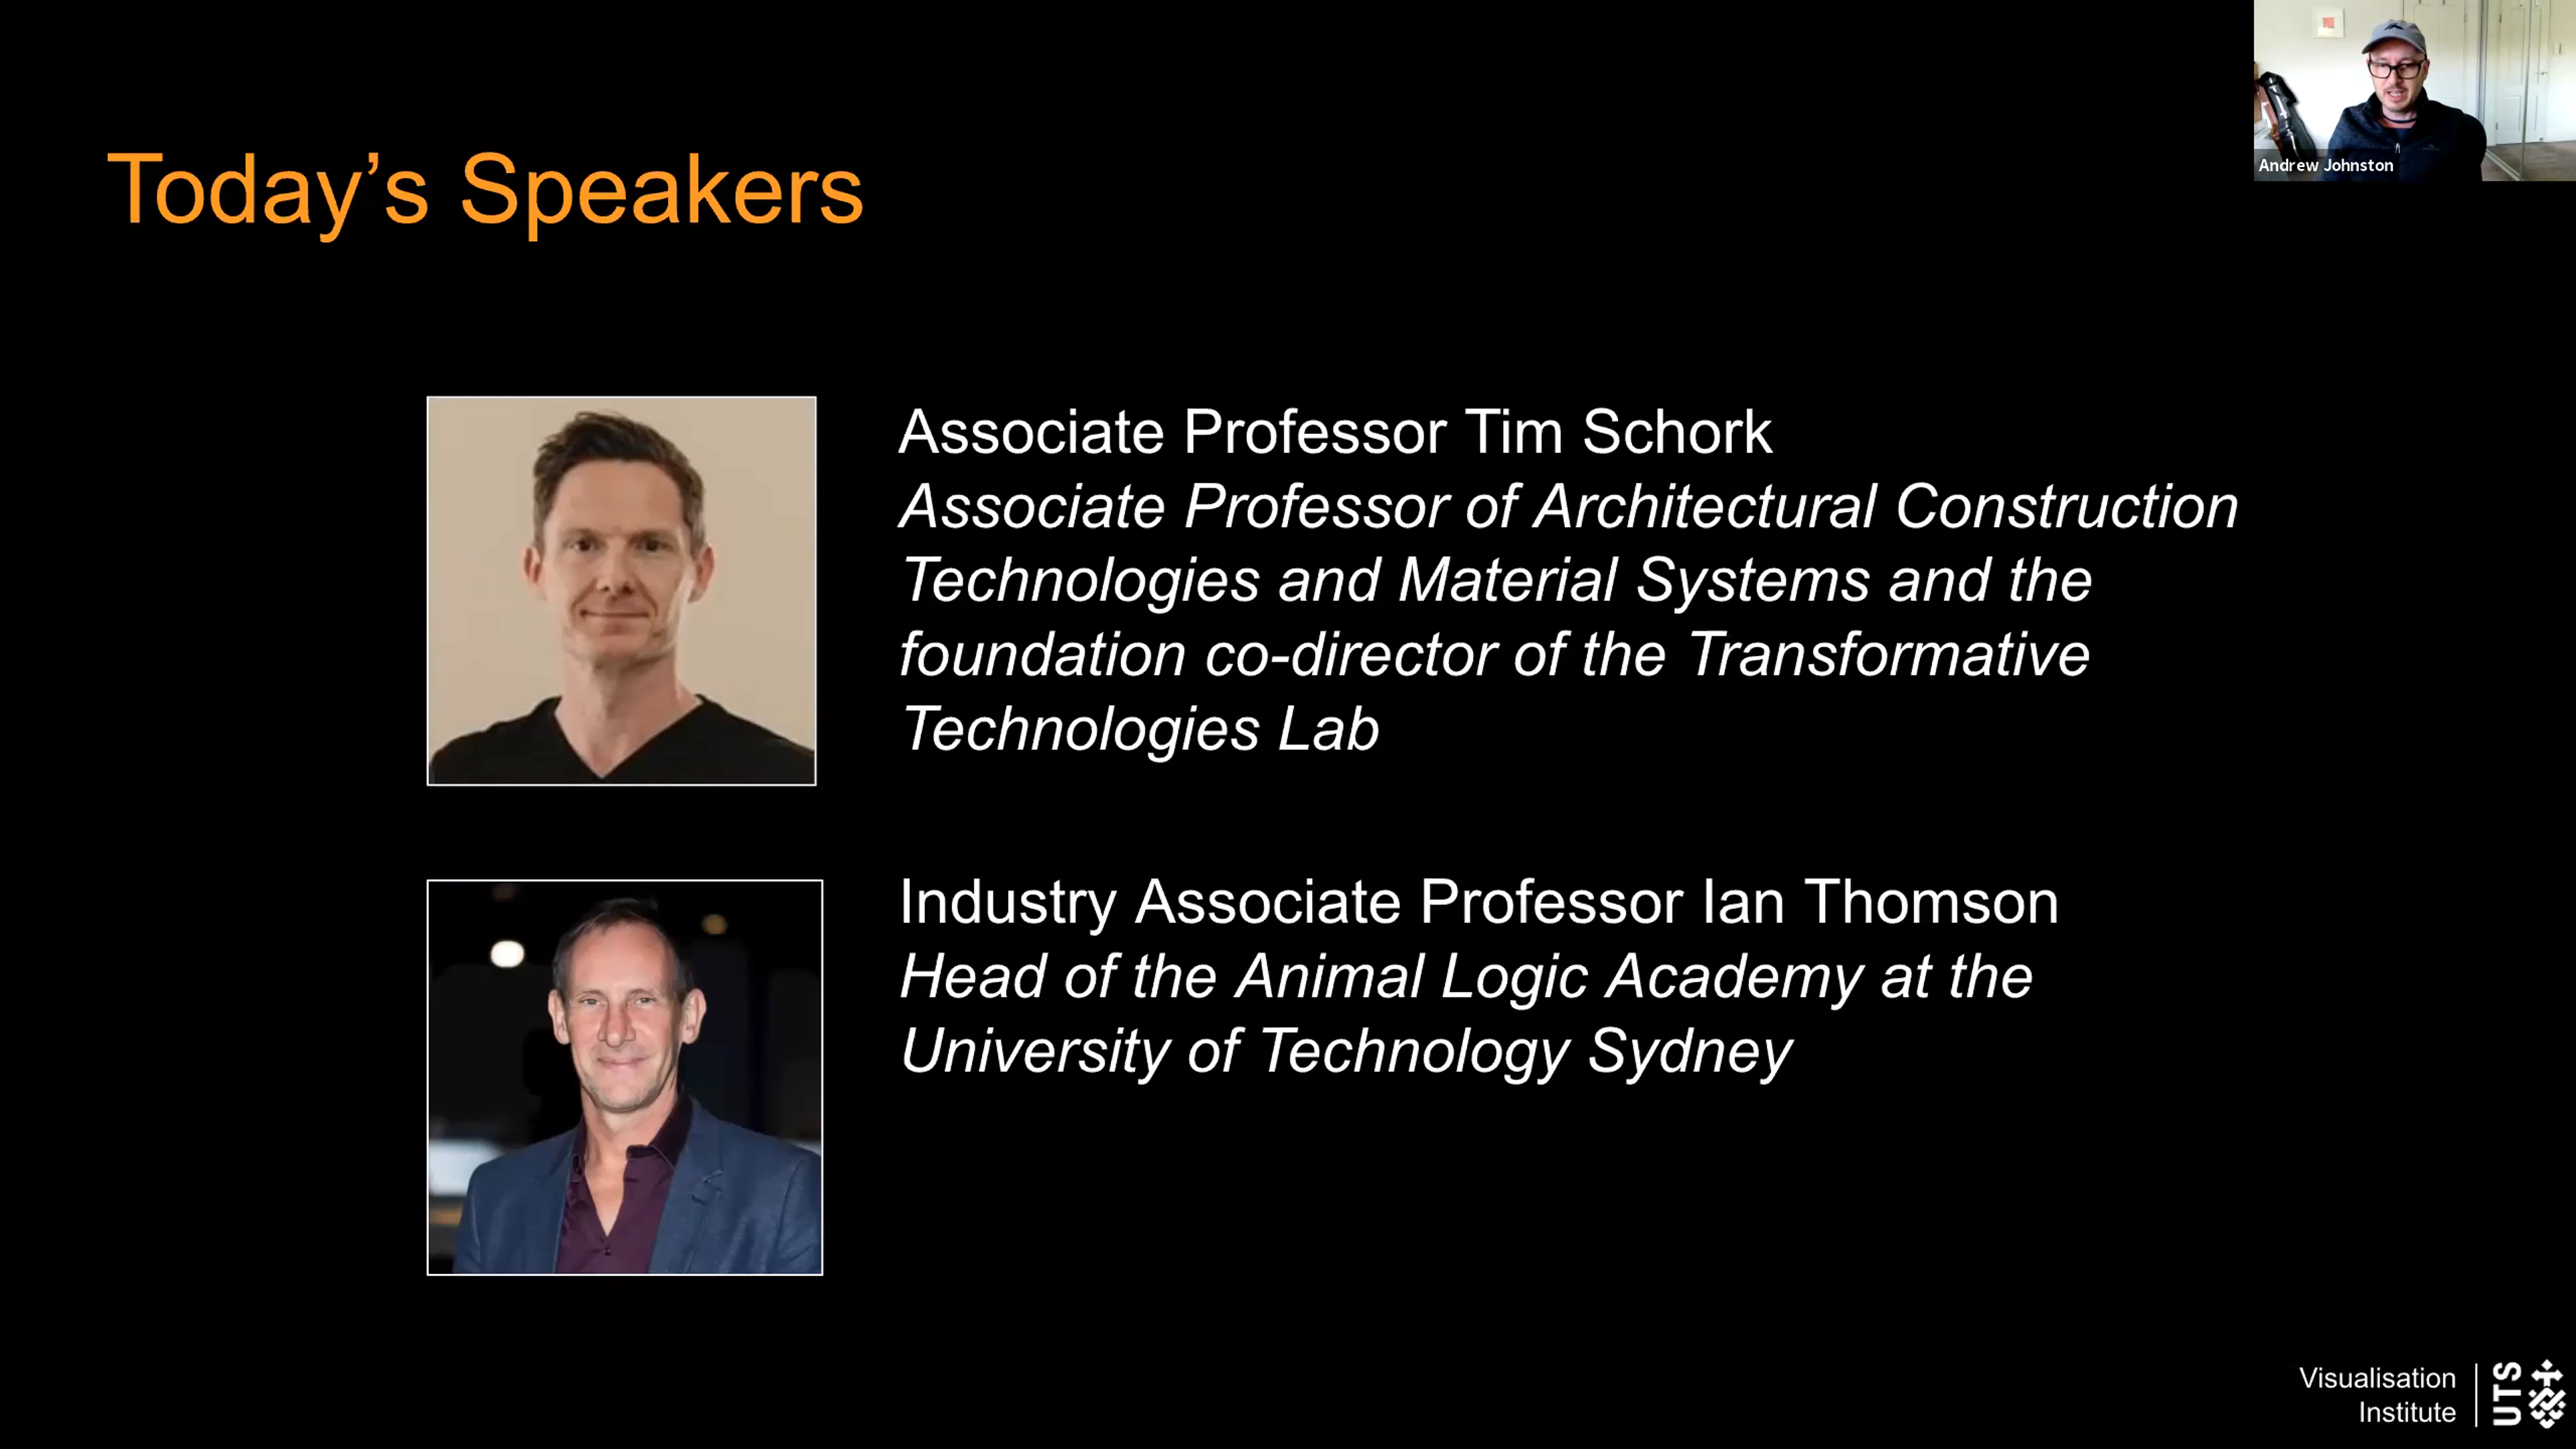 Andrew Johnston
Today’s Speakers
Associate Professor Tim Schork
Associate Professor of Architectural Construction
Technologies and Material Systems and the
foundation co-director of the Transformative
Technologies Lab
Industry Associate Professor Ian Thomson
Head of the Animal Logic Academy at the
University of Technology Sydney
Visualisation
Institute
UTS